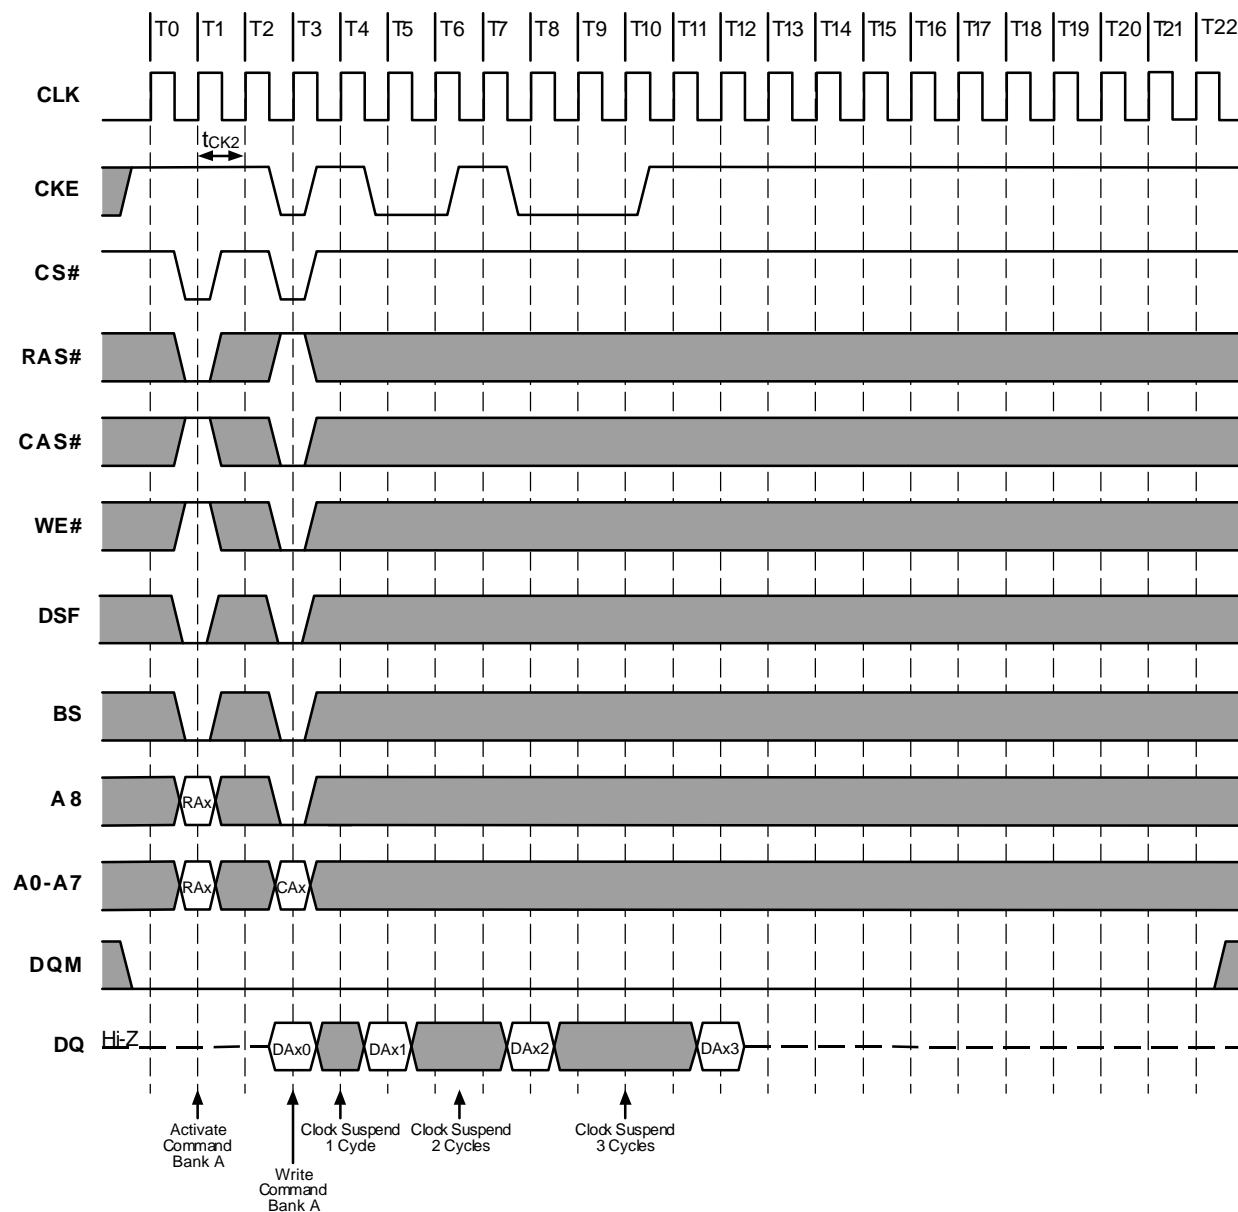 T0 T1 T2 T3 T4 T5 T6 T7 T8 T9 T10 T11 T12 T13 T14 T15 T16 T17 T18 T19 T20 T21 T22
CLK
tCK2
CKE
CS#
RAS#
CAS#
WE#
DSF
BS
A8
RAx
A0-A7
RAx CAx
DQM
DQ
Hi-Z
DAx0 DAx1 DAx2 DAx3
Activate
Command
Bank A
Write
Command
Bank A
Clock Suspend
1 Cycle
Clock Suspend
2 Cycles
Clock Suspend
3 Cycles